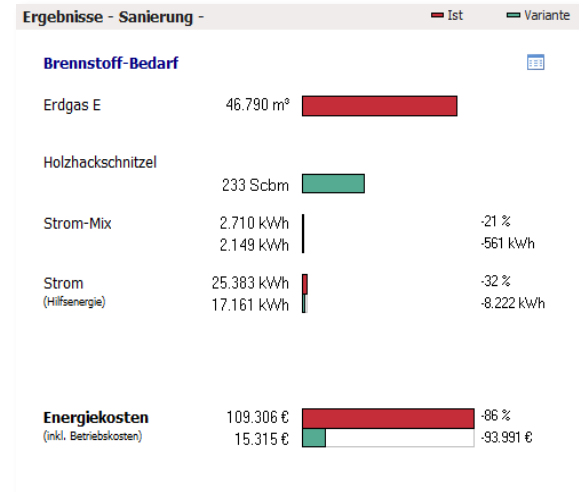 Ergebnisse - Sanierung -
Ist
Variante
Brennstoff-Bedarf
Erdgas E 46.790 m³
Holzhackschnitzel
233 Scbm
Strom-Mix 2.710 kWh -21 %
2.149 kWh -561 kWh
Strom 25.383 kWh -32 %
(Hilfsenergie) 17.161 kWh -8.222 kWh
Energiekosten 109.306 € -86 %
(inkl. Betriebskosten) 15.315 € -93.991 €